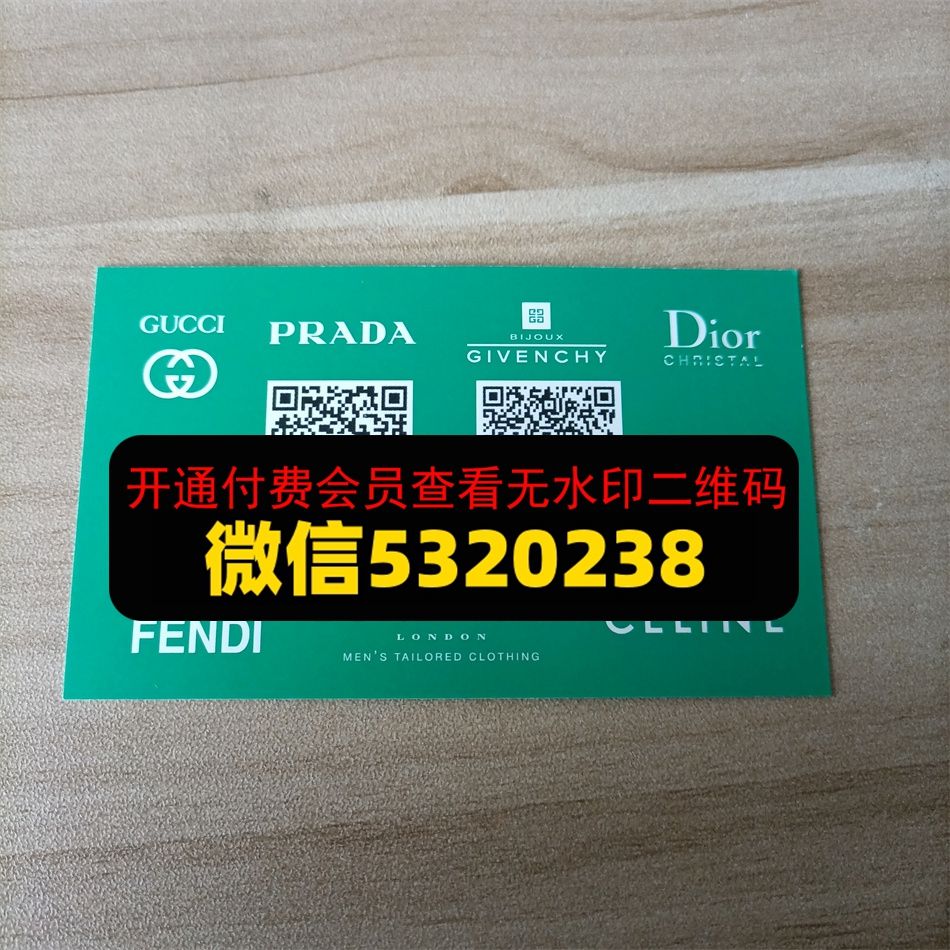 GUCCI
PRADA
BIJOUX
GIVENCHY
Dior
CHRISTAL
开通付费会员查看无水印二维码
微信5320238
FENDI
LONDON
MEN'S TAILORED CLOTHING
CELINE